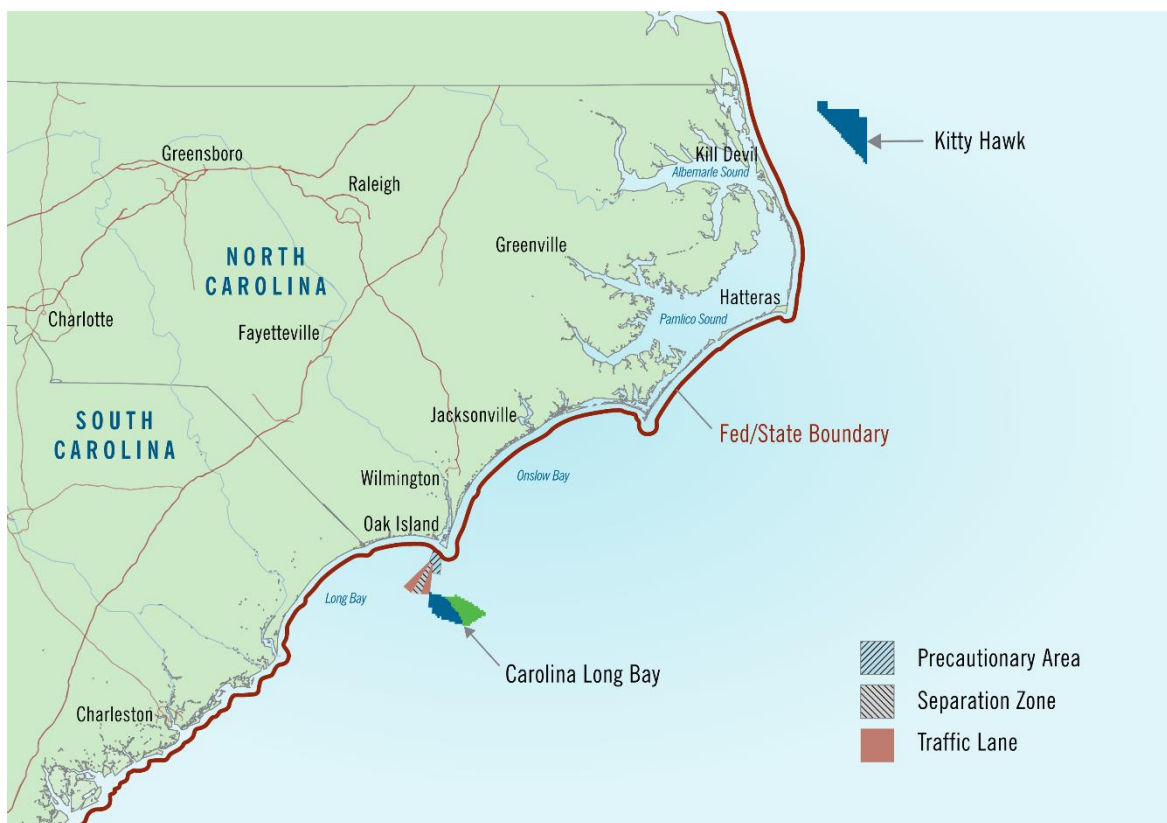 Kitty Hawk
Kill Devil
Albemarle Sound
Greensboro
Raleigh
Greenville
NORTH
CAROLINA
Hatteras
Pamlico Sound
Charlotte
Fayetteville
Jacksonville
SOUTH
CAROLINA
Fed/State Boundary
Wilmington
Onslow Bay
Oak Island
Long Bay
Carolina Long Bay
Charleston
Precautionary Area
Separation Zone
Traffic Lane